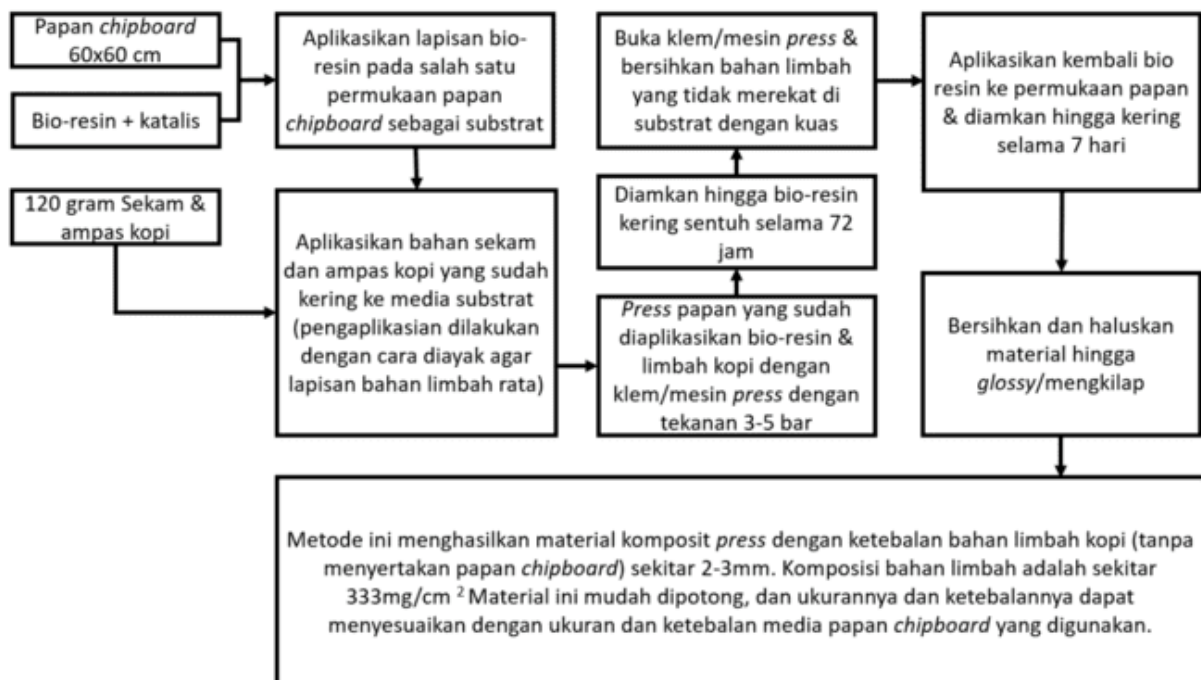 Papan chipboard
60x60 cm
Bio-resin + katalis
Aplikasikan lapisan bio-
resin pada salah satu
permukaan papan
chipboard sebagai substrat
120 gram Sekam &
ampas kopi
Aplikasikan bahan sekam
dan ampas kopi yang sudah
kering ke media substrat
(pengaplikasian dilakukan
dengan cara diayak agar
lapisan bahan limbah rata)
Press papan yang sudah
diaplikasikan bio-resin &
limbah kopi dengan
klem/mesin press dengan
tekanan 3-5 bar
Diamkan hingga bio-resin
kering sentuh selama 72
jam
Buka klem/mesin press &
bersihkan bahan limbah
yang tidak merekat di
substrat dengan kuas
Aplikasikan kembali bio
resin ke permukaan papan
& diamkan hingga kering
selama 7 hari
Bersihkan dan haluskan
material hingga
glossy/mengkilap
Metode ini menghasilkan material komposit press dengan ketebalan bahan limbah kopi (tanpa
menyertakan papan chipboard) sekitar 2-3mm. Komposisi bahan limbah adalah sekitar
333mg/cm ² Material ini mudah dipotong, dan ukurannya dan ketebalannya dapat
menyesuaikan dengan ukuran dan ketebalan media papan chipboard yang digunakan.